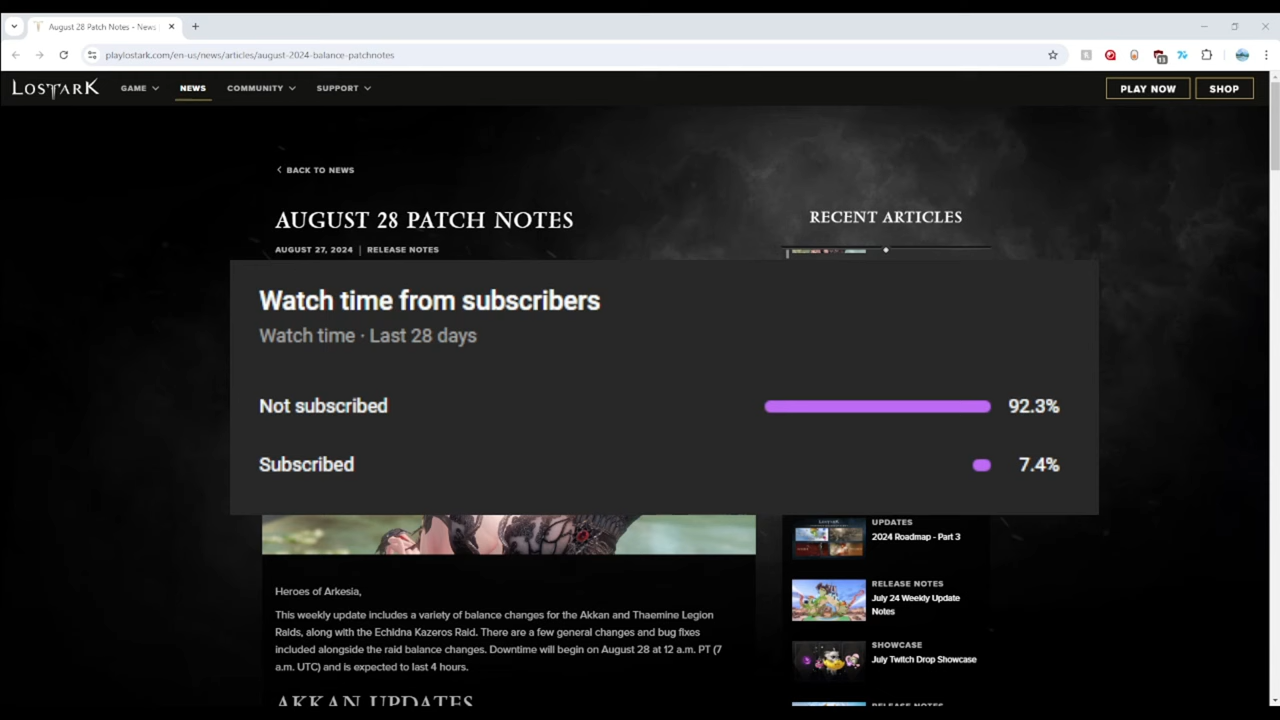 August 28 Patch Notes - News
playlostark.com/en-us/news/articles/august-2024-balance-patchnotes
11
LOST ARK
GAME
NEWS
COMMUNITY
SUPPORT
PLAY NOW
SHOP
BACK TO NEWS
AUGUST 28 PATCH NOTES
AUGUST 27, 2024 | RELEASE NOTES
RECENT ARTICLES
Watch time from subscribers
Watch time · Last 28 days
Not subscribed
92.3%
Subscribed
7.4%
UPDATES
2024 Roadmap - Part 3
RELEASE NOTES
July 24 Weekly Update
Notes
SHOWCASE
July Twitch Drop Showcase
RELEASE NOTES
Heroes of Arkesia,
This weekly update includes a variety of balance changes for the Akkan and Thaemine Legion
Raids, along with the Echidna Kazeros Raid. There are a few general changes and bug fixes
included alongside the raid balance changes. Downtime will begin on August 28 at 12 a.m. PT (7
a.m. UTC) and is expected to last 4 hours.
AKKAN UPDATES